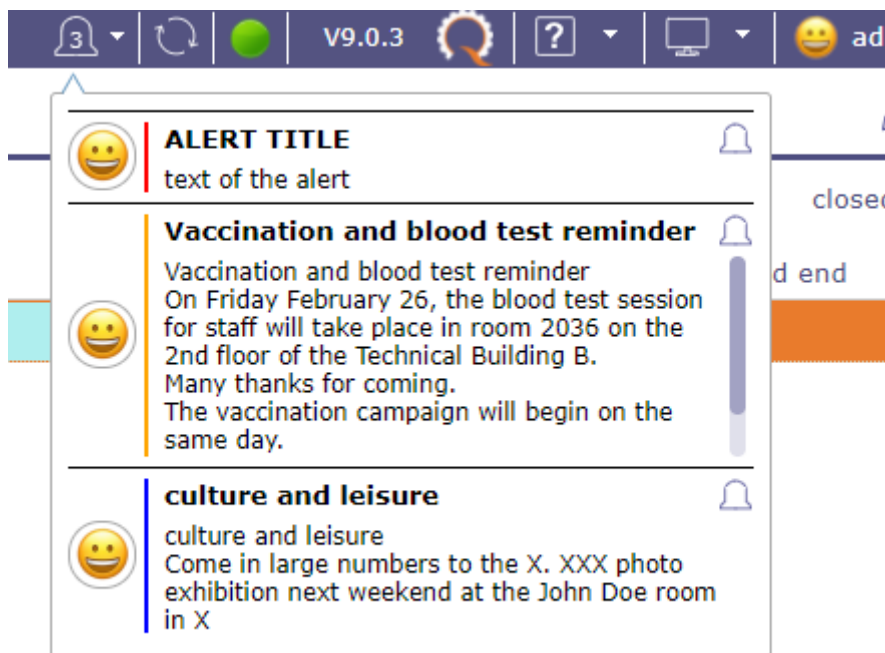 3
V9.0.3
?
ad
ALERT TITLE
text of the alert
closed
Vaccination and blood test reminder
Vaccination and blood test reminder
On Friday February 26, the blood test session
for staff will take place in room 2036 on the
2nd floor of the Technical Building B.
Many thanks for coming.
The vaccination campaign will begin on the
same day.
d end
culture and leisure
culture and leisure
Come in large numbers to the X. XXX photo
exhibition next weekend at the John Doe room
in X